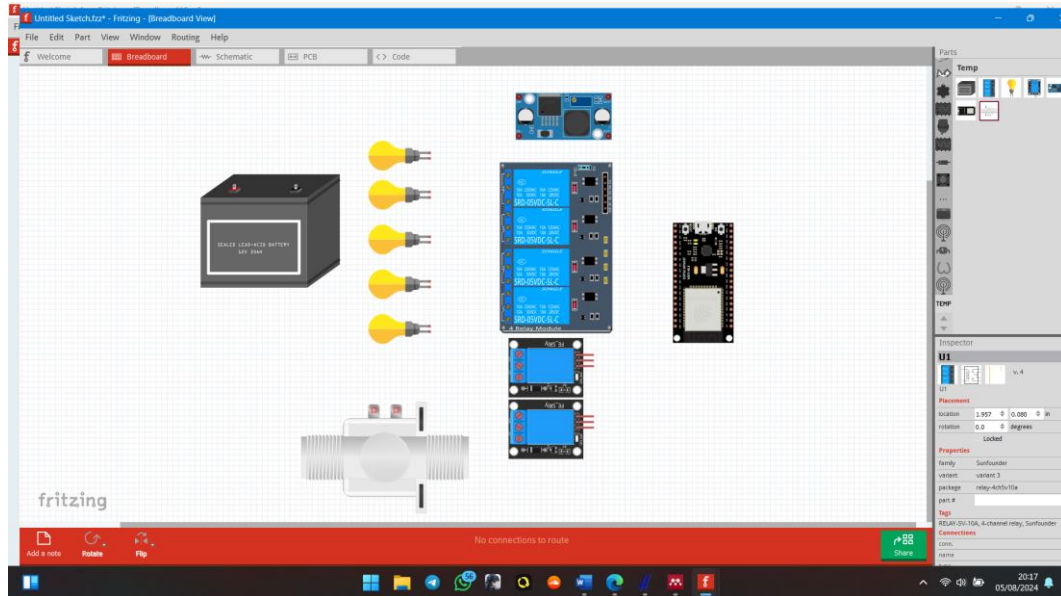 Untitled Sketch.fzz* - Fritzing - [Breadboard View]
File Edit Part View Window Routing Help
Welcome
Breadboard
Schematic
PCB
Code
Parts
Temp
SEALED LEAD-ACID BATTERY
12V 20AH
SRD-05VDC-SL-C
SRD-05VDC-SL-C
SRD-05VDC-SL-C
SRD-05VDC-SL-C
4 Relay Module
TEMP
Inspector
U1
v. 4
U1
Placement
location 1.957 0.080 in
rotation 0.0 degrees
Locked
Properties
family Sunfounder
variant variant 3
package relay-4ch5v10a
part #
Tags
RELAY-5V-10A, 4-channel relay, Sunfounder
Connections
conn.
name
fritzing
Add a note
Rotate
Flip
No connections to route
Share
56
20:17
05/08/2024